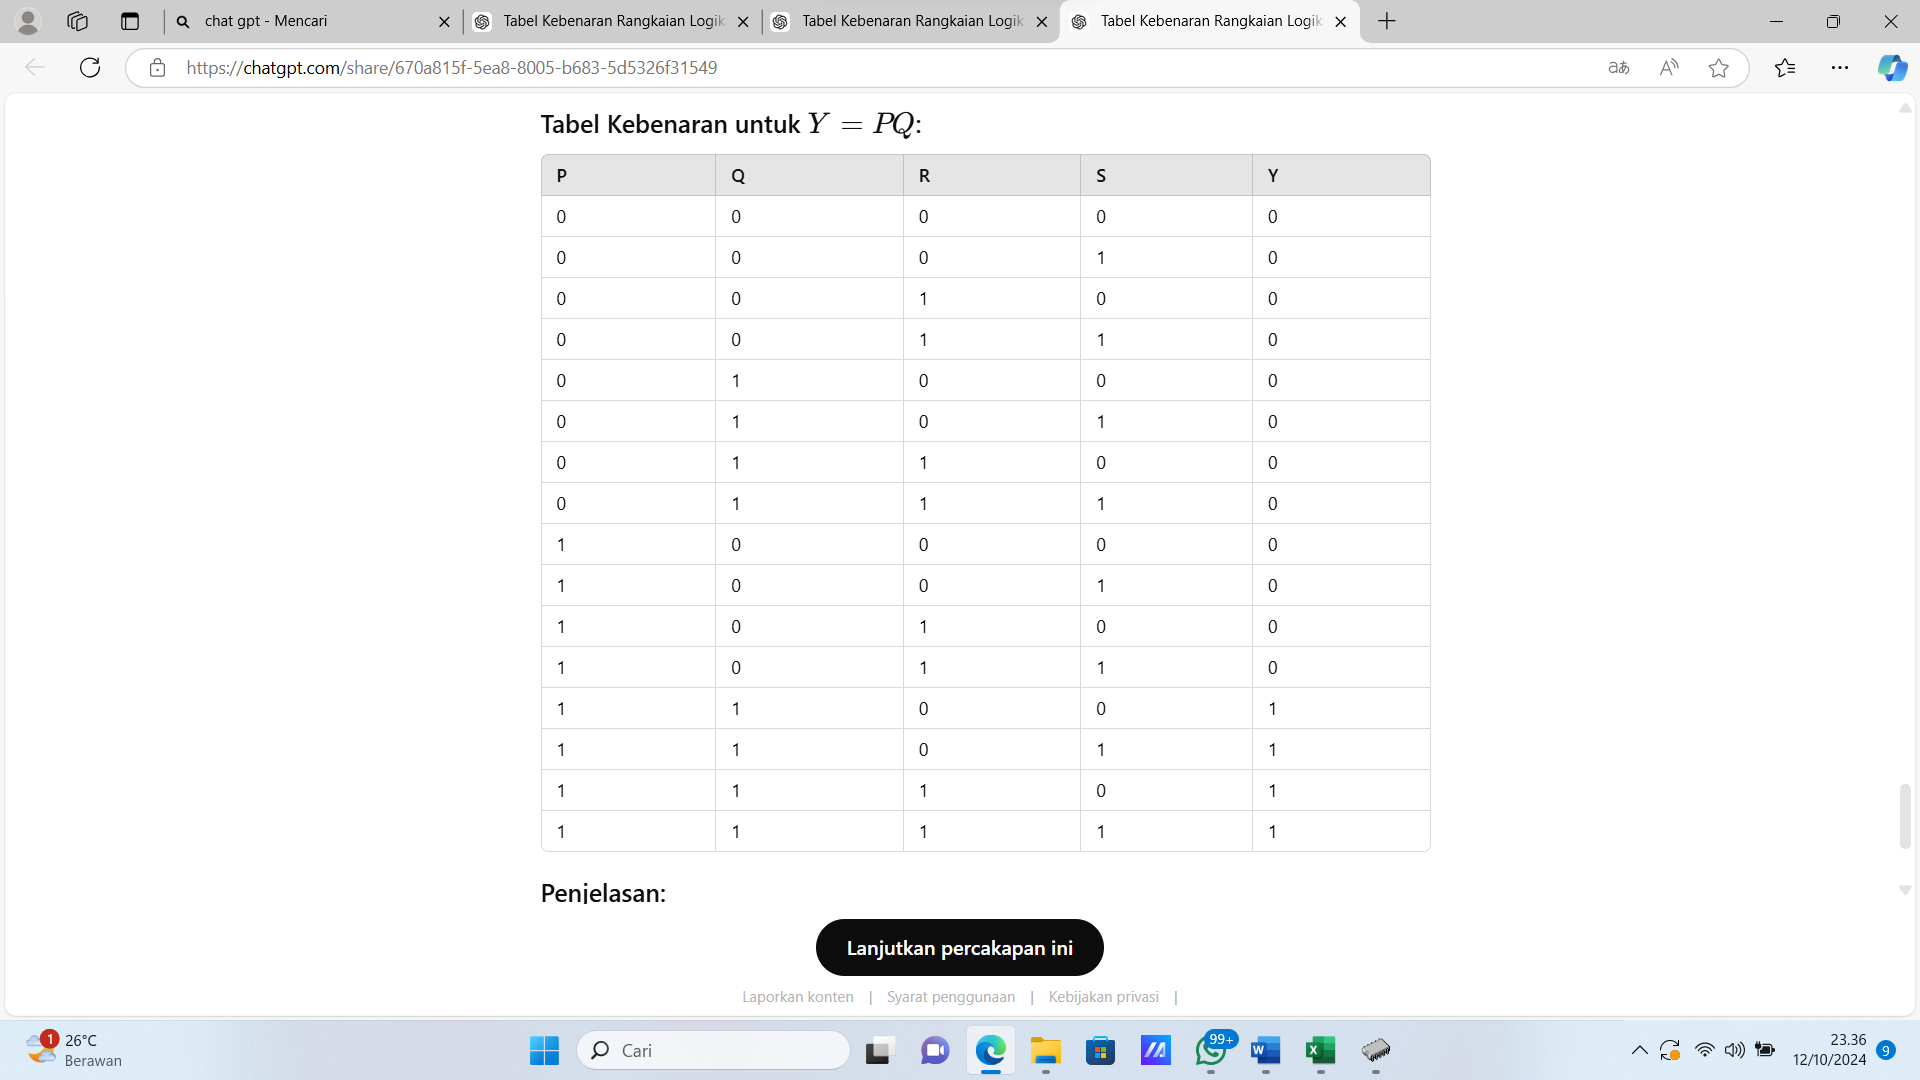 chat gpt - Mencari
Tabel Kebenaran Rangkaian Logik
Tabel Kebenaran Rangkaian Logik
Tabel Kebenaran Rangkaian Logik
https://chatgpt.com/share/670a815f-5ea8-8005-b683-5d5326f31549
aあ
Tabel Kebenaran untuk Y = PQ:
P Q R S Y
0 0 0 0 0
0 0 0 1 0
0 0 1 0 0
0 0 1 1 0
0 1 0 0 0
0 1 0 1 0
0 1 1 0 0
0 1 1 1 0
1 0 0 0 0
1 0 0 1 0
1 0 1 0 0
1 0 1 1 0
1 1 0 0 1
1 1 0 1 1
1 1 1 0 1
1 1 1 1 1
Penjelasan:
Lanjutkan percakapan ini
Laporkan konten | Syarat penggunaan | Kebijakan privasi |
1
26°C
Berawan
Cari
99+
23.36
12/10/2024
9